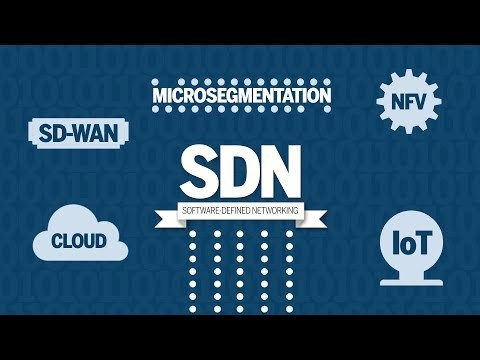 MICROSEGMENTATION
NFV
SD-WAN
SDN
SOFTWARE-DEFINED NETWORKING
CLOUD
IoT